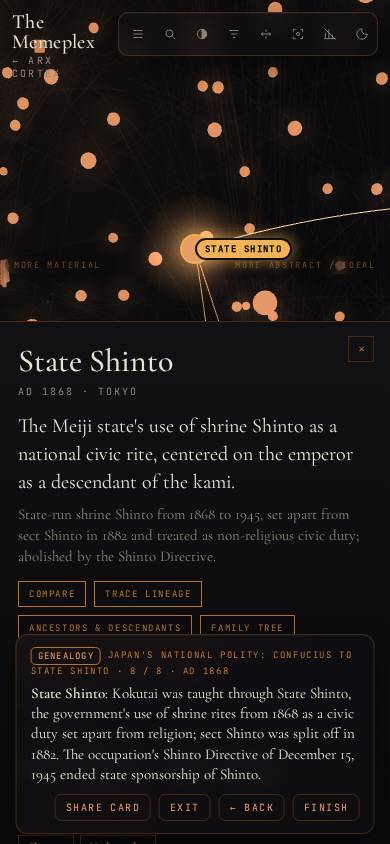 The
Memeplex
← ARX
CORTEX
STATE SHINTO
MORE MATERIAL
MORE ABSTRACT / IDEAL
State Shinto
×
AD 1868 · TOKYO
The Meiji state's use of shrine Shinto as a
national civic rite, centered on the emperor
as a descendant of the kami.
State-run shrine Shinto from 1868 to 1945, set apart from
sect Shinto in 1882 and treated as non-religious civic duty;
abolished by the Shinto Directive.
COMPARE
TRACE LINEAGE
ANCESTORS & DESCENDANTS
FAMILY TREE
GENEALOGY JAPAN'S NATIONAL POLITY: CONFUCIUS TO
STATE SHINTO · 8 / 8 · AD 1868
State Shinto: Kokutai was taught through State Shinto,
the government's use of shrine rites from 1868 as a civic
duty set apart from religion; sect Shinto was split off in
1882. The occupation's Shinto Directive of December 15,
1945 ended state sponsorship of Shinto.
SHARE CARD
EXIT
← BACK
FINISH